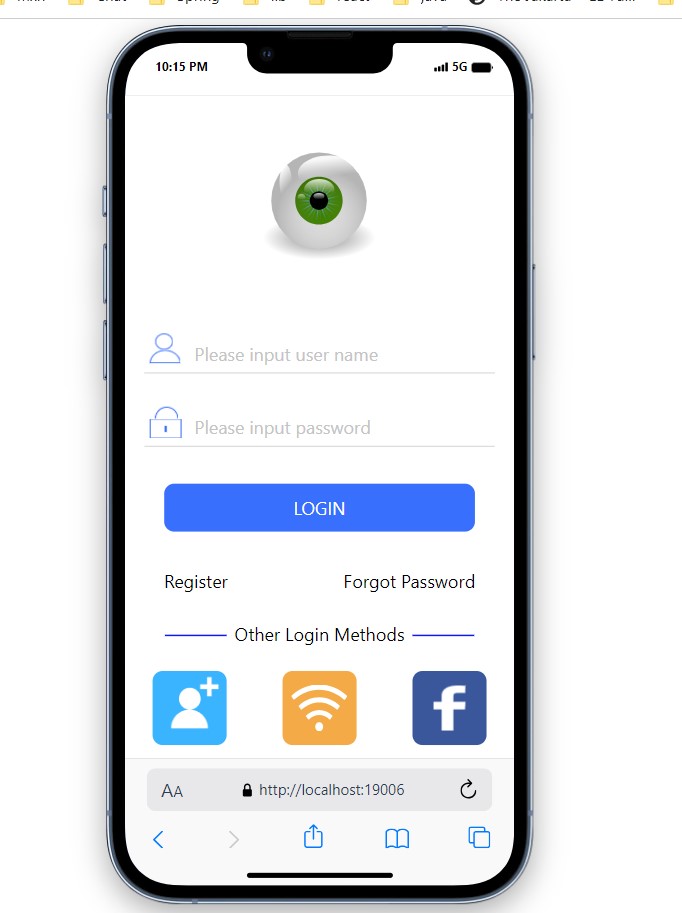 10:15 PM 5G
Please input user name
Please input password
LOGIN
Register Forgot Password
Other Login Methods
f
AA http://localhost:19006